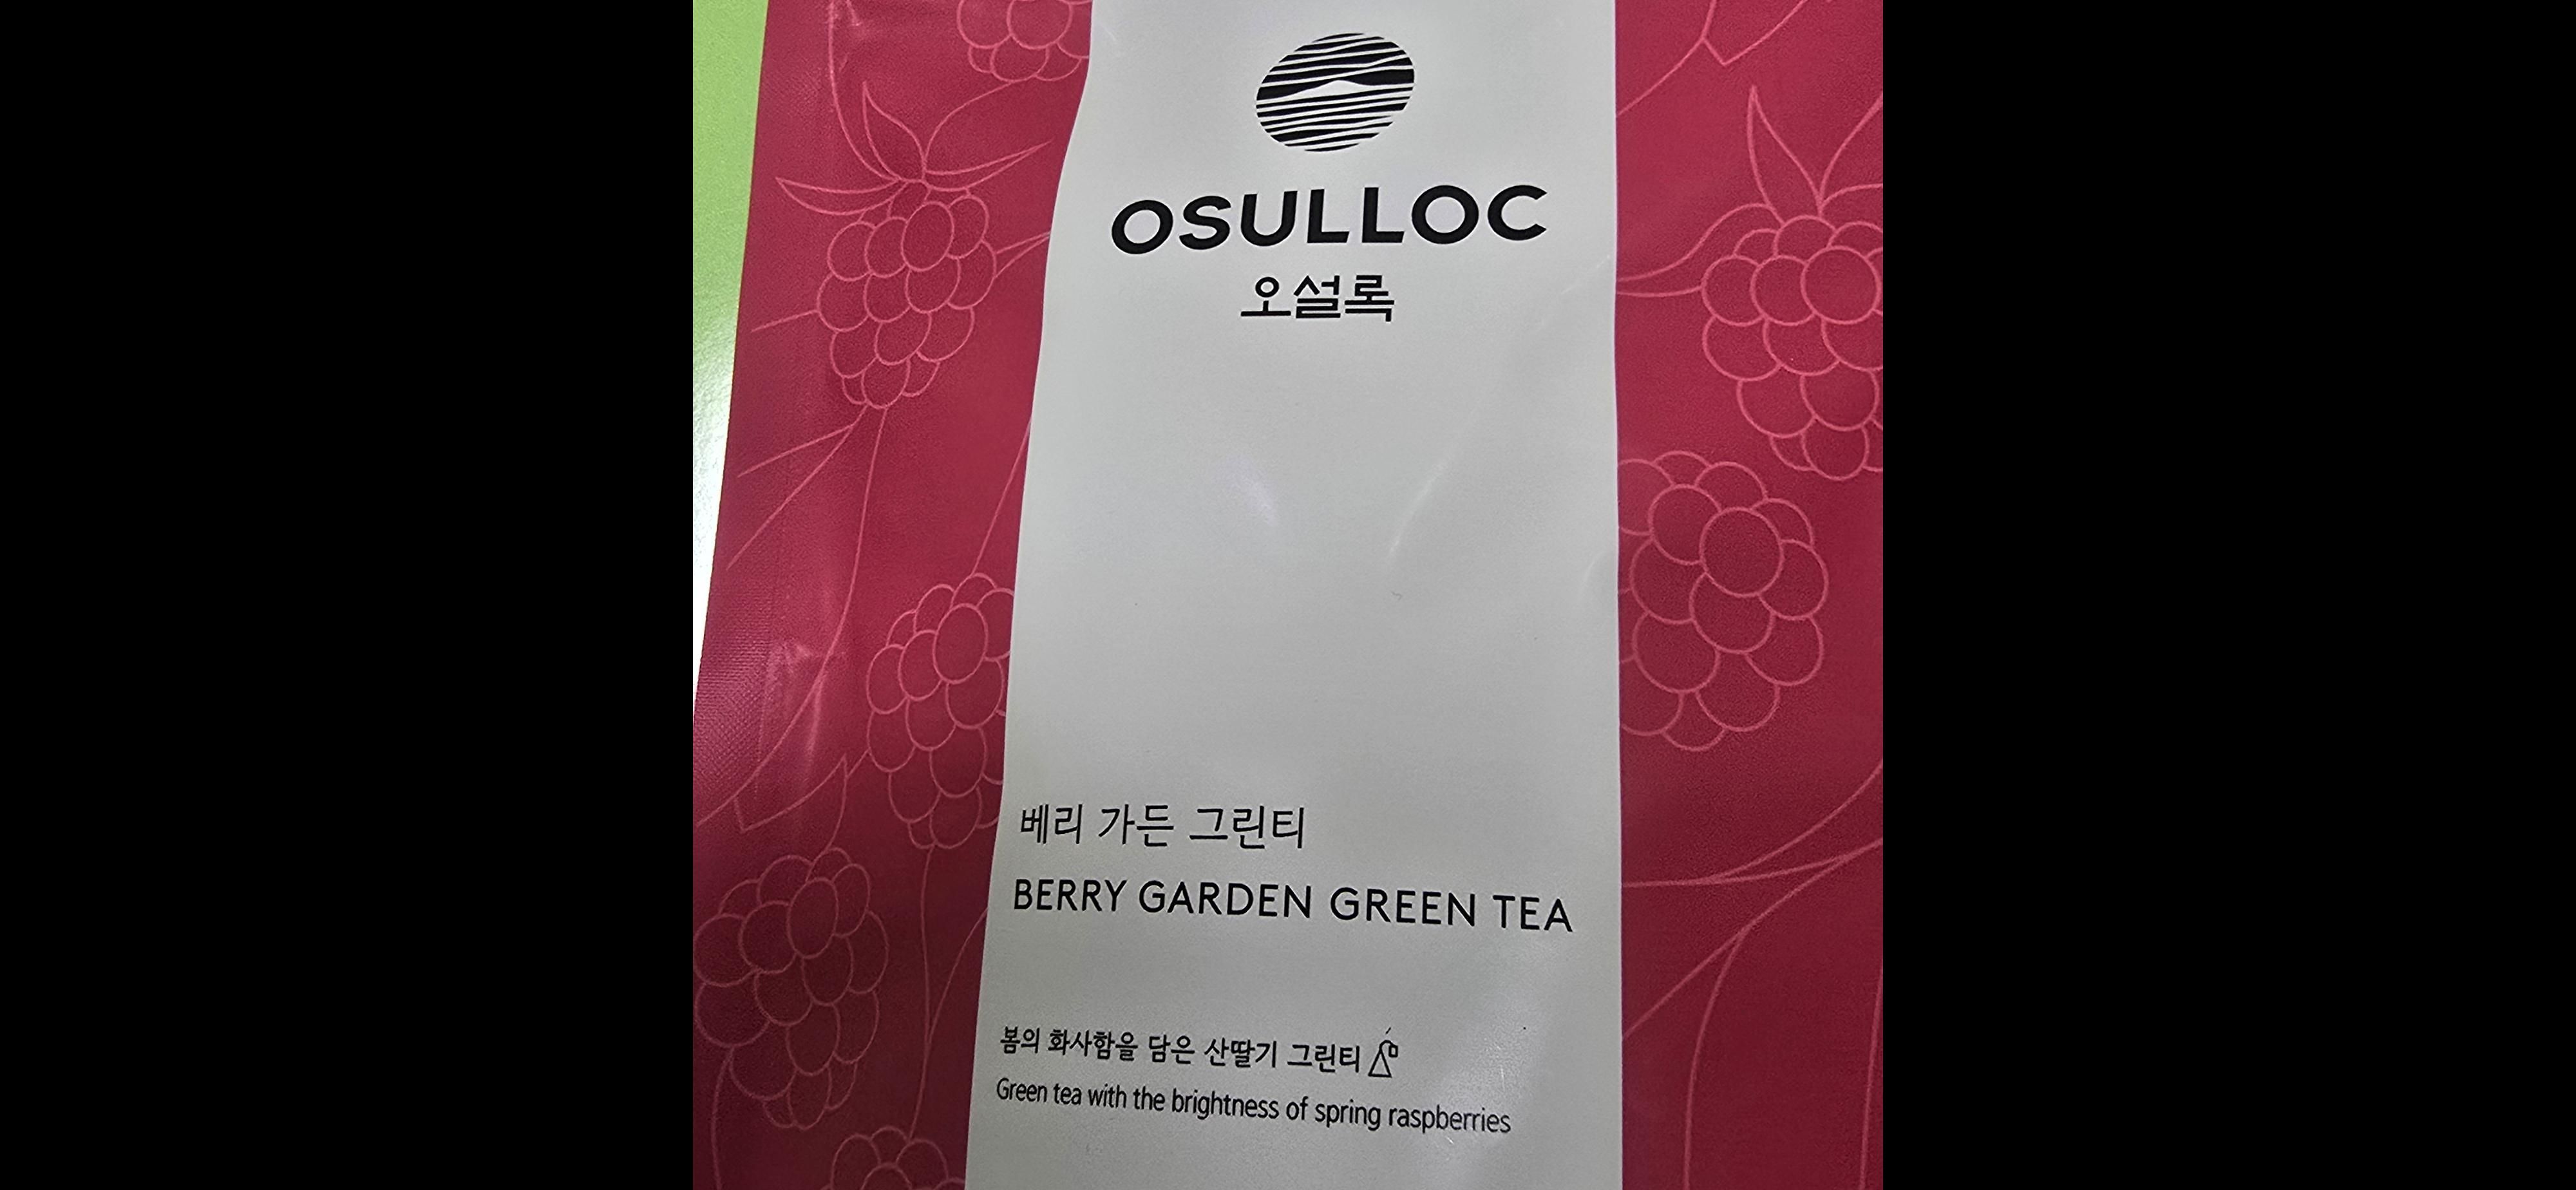 OSULLOC
오설록
베리 가든 그린티
BERRY GARDEN GREEN TEA
봄의 화사함을 담은 산딸기 그린티
Green tea with the brightness of spring raspberries